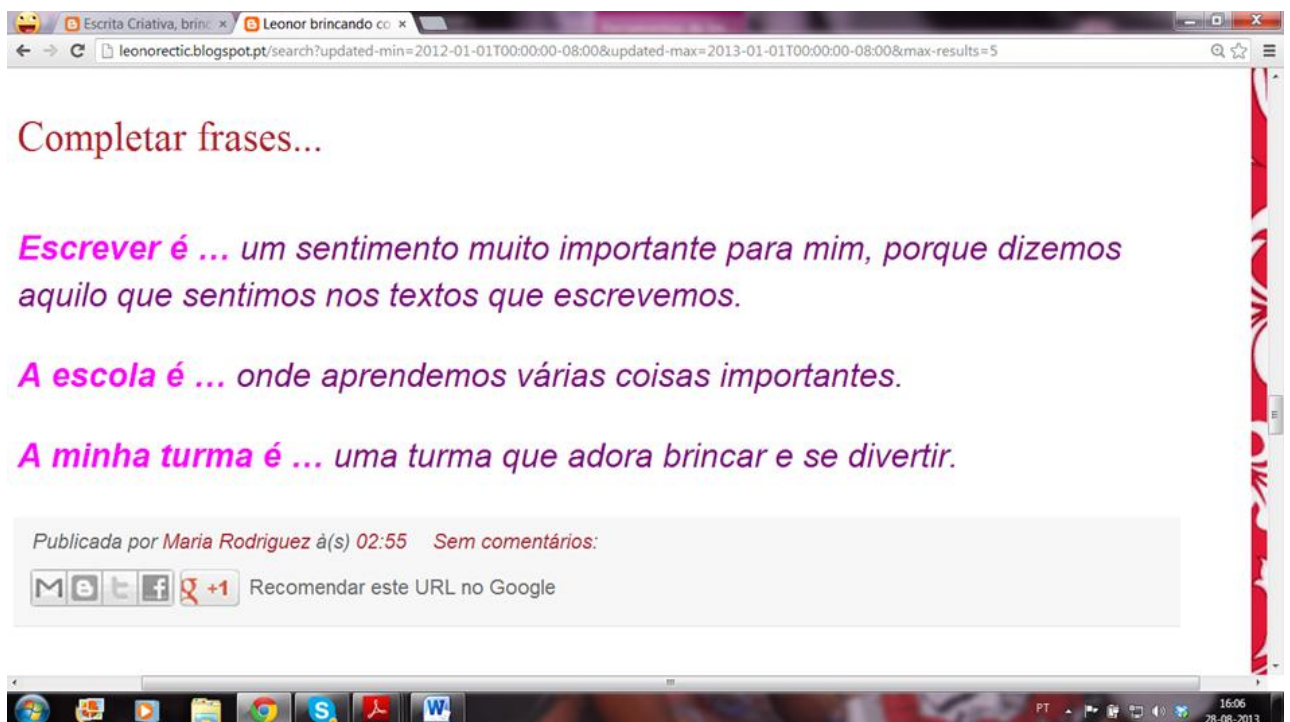 Escrita Criativa, brinc
Leonor brincando co
leonorectic.blogspot.pt/search?updated-min=2012-01-01T00:00:00-08:00&updated-max=2013-01-01T00:00:00-08:00&max-results=5
Completar frases...
Escrever é … um sentimento muito importante para mim, porque dizemos
aquilo que sentimos nos textos que escrevemos.
A escola é … onde aprendemos várias coisas importantes.
A minha turma é … uma turma que adora brincar e se divertir.
Publicada por Maria Rodriguez à(s) 02:55 Sem comentários:
g +1 Recomendar este URL no Google
PT
16:06
28-08-2013